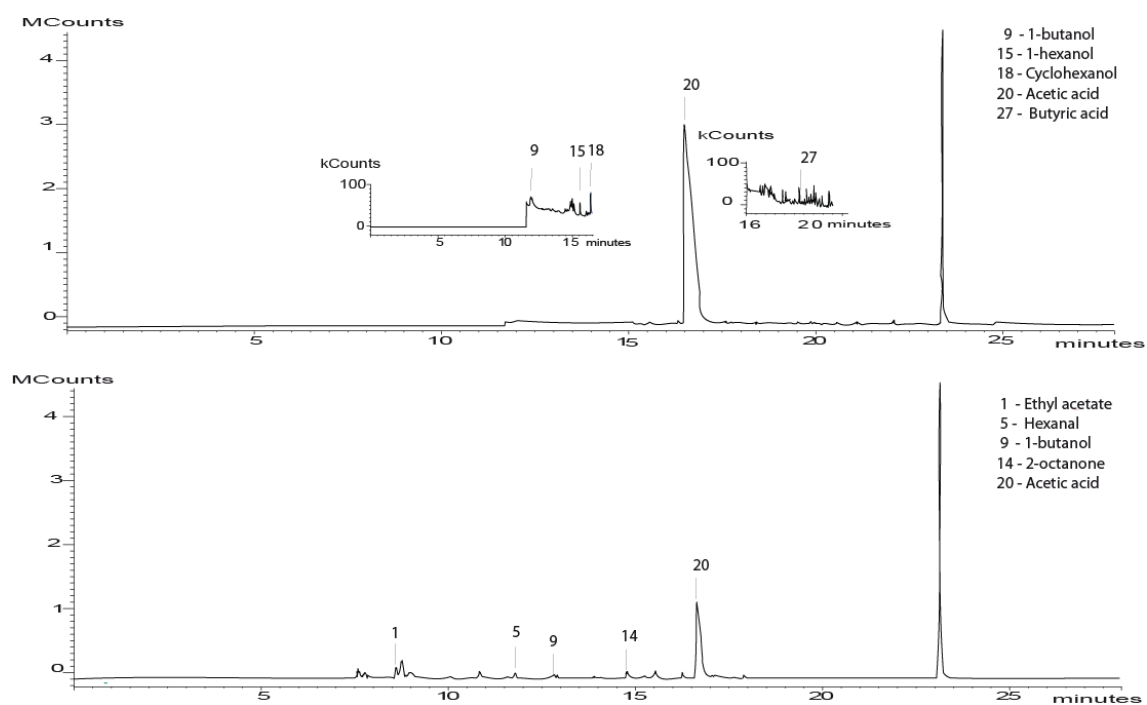 MCounts
9 - 1-butanol
15 - 1-hexanol
18 - Cyclohexanol
20 - Acetic acid
27 - Butyric acid
4
3
2
1
0
20
kCounts
9 15 18
100
0
5 10 15 minutes
kCounts
27
100
0
16 20 minutes
5 10 15 20 25 minutes
MCounts
1 - Ethyl acetate
5 - Hexanal
9 - 1-butanol
14 - 2-octanone
20 - Acetic acid
4
3
2
1
0
1 5 9 14 20
5 10 15 20 25 minutes